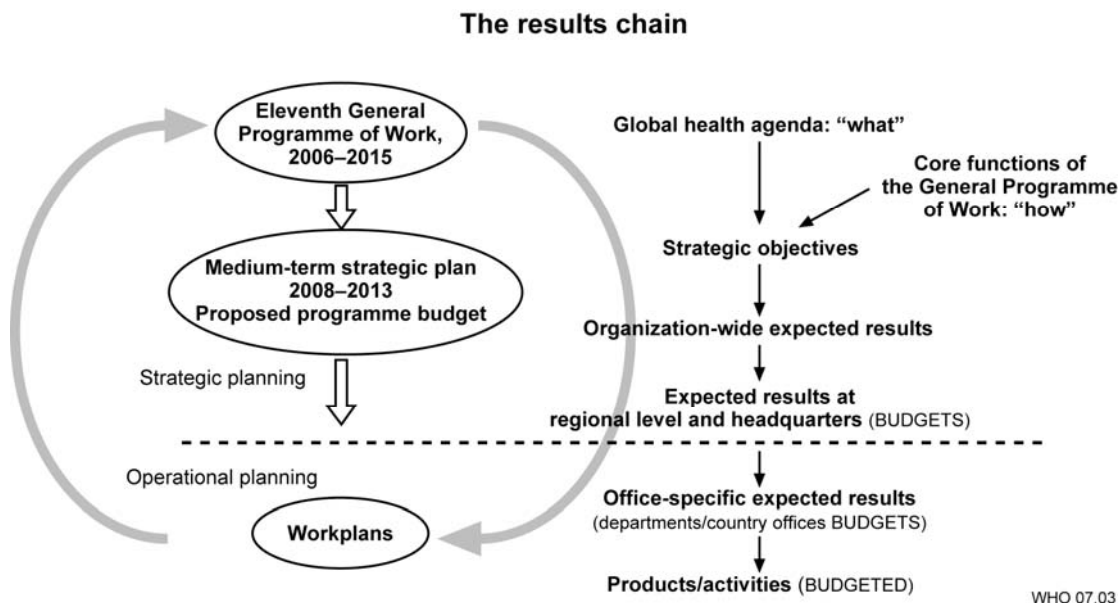 The results chain
Eleventh General
Programme of Work,
2006–2015
Medium-term strategic plan
2008–2013
Proposed programme budget
Strategic planning
Operational planning
Workplans
Global health agenda: “what”
Core functions of
the General Programme
of Work: “how”
Strategic objectives
Organization-wide expected results
Expected results at
regional level and headquarters (BUDGETS)
Office-specific expected results
(departments/country offices BUDGETS)
Products/activities (BUDGETED)
WHO 07.03